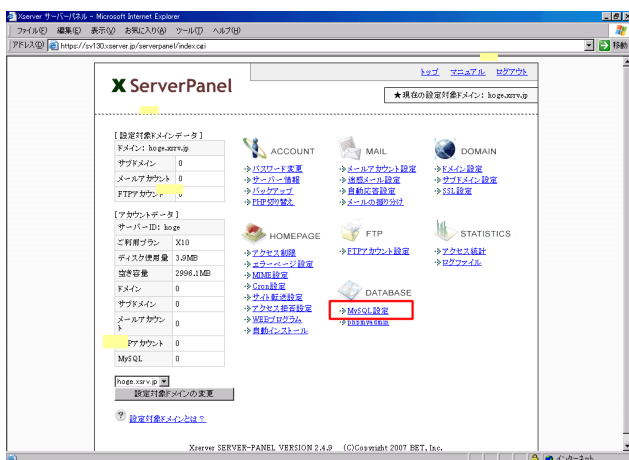 Xserver サーバーパネル - Microsoft Internet Explorer
ファイル(F) 編集(E) 表示(V) お気に入り(A) ツール(T) ヘルプ(H)
アドレス(D) https://sv130.xserver.jp/serverpanel/index.cgi 移動
トップ マニュアル ログアウト
X ServerPanel
★現在の設定対象ドメイン: hoge.xsrv.jp
[設定対象ドメインデータ]
ドメイン: hoge.xsrv.jp
サブドメイン 0
メールアカウント 0
FTPアカウント 0
[アカウントデータ]
サーバーID: hoge
ご利用プラン X10
ディスク使用量 3.9MB
空き容量 2996.1MB
ドメイン 0
サブドメイン 0
メールアカウント 0
Pアカウント 0
MySQL 0
hoge.xsrv.jp
設定対象ドメインの変更
? 設定対象ドメインとは？
ACCOUNT
パスワード変更
サーバー情報
バックアップ
PHP切り替え
MAIL
メールアカウント設定
迷惑メール設定
自動応答設定
メールの振り分け
DOMAIN
ドメイン設定
サブドメイン設定
SSL設定
HOMEPAGE
アクセス制限
エラーページ設定
MIME設定
Cron設定
サイト転送設定
アクセス拒否設定
WEBプログラム
自動インストール
FTP
FTPアカウント設定
STATISTICS
アクセス統計
ログファイル
DATABASE
MySQL設定
phpmyadmin
Xserver SERVER-PANEL VERSION 2.4.9 (C)Copyright 2007 BET. Inc.
インターネット